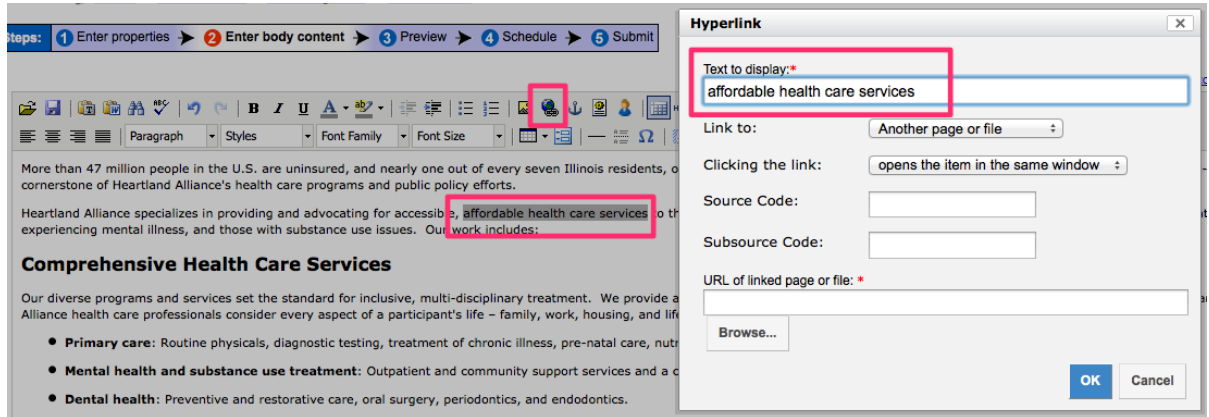 Steps: 1 Enter properties 2 Enter body content 3 Preview 4 Schedule 5 Submit
ABC
B I U A ab
Paragraph Styles Font Family Font Size Ω
More than 47 million people in the U.S. are uninsured, and nearly one out of every seven Illinois residents, o
cornerstone of Heartland Alliance's health care programs and public policy efforts.
Heartland Alliance specializes in providing and advocating for accessible, affordable health care services to th
experiencing mental illness, and those with substance use issues. Our work includes:
Comprehensive Health Care Services
Our diverse programs and services set the standard for inclusive, multi-disciplinary treatment. We provide a
Alliance health care professionals consider every aspect of a participant's life – family, work, housing, and life
• Primary care: Routine physicals, diagnostic testing, treatment of chronic illness, pre-natal care, nutr
• Mental health and substance use treatment: Outpatient and community support services and a c
• Dental health: Preventive and restorative care, oral surgery, periodontics, and endodontics.
Hyperlink
Text to display:*
affordable health care services
Link to: Another page or file
Clicking the link: opens the item in the same window
Source Code:
Subsource Code:
URL of linked page or file: *
Browse...
OK Cancel